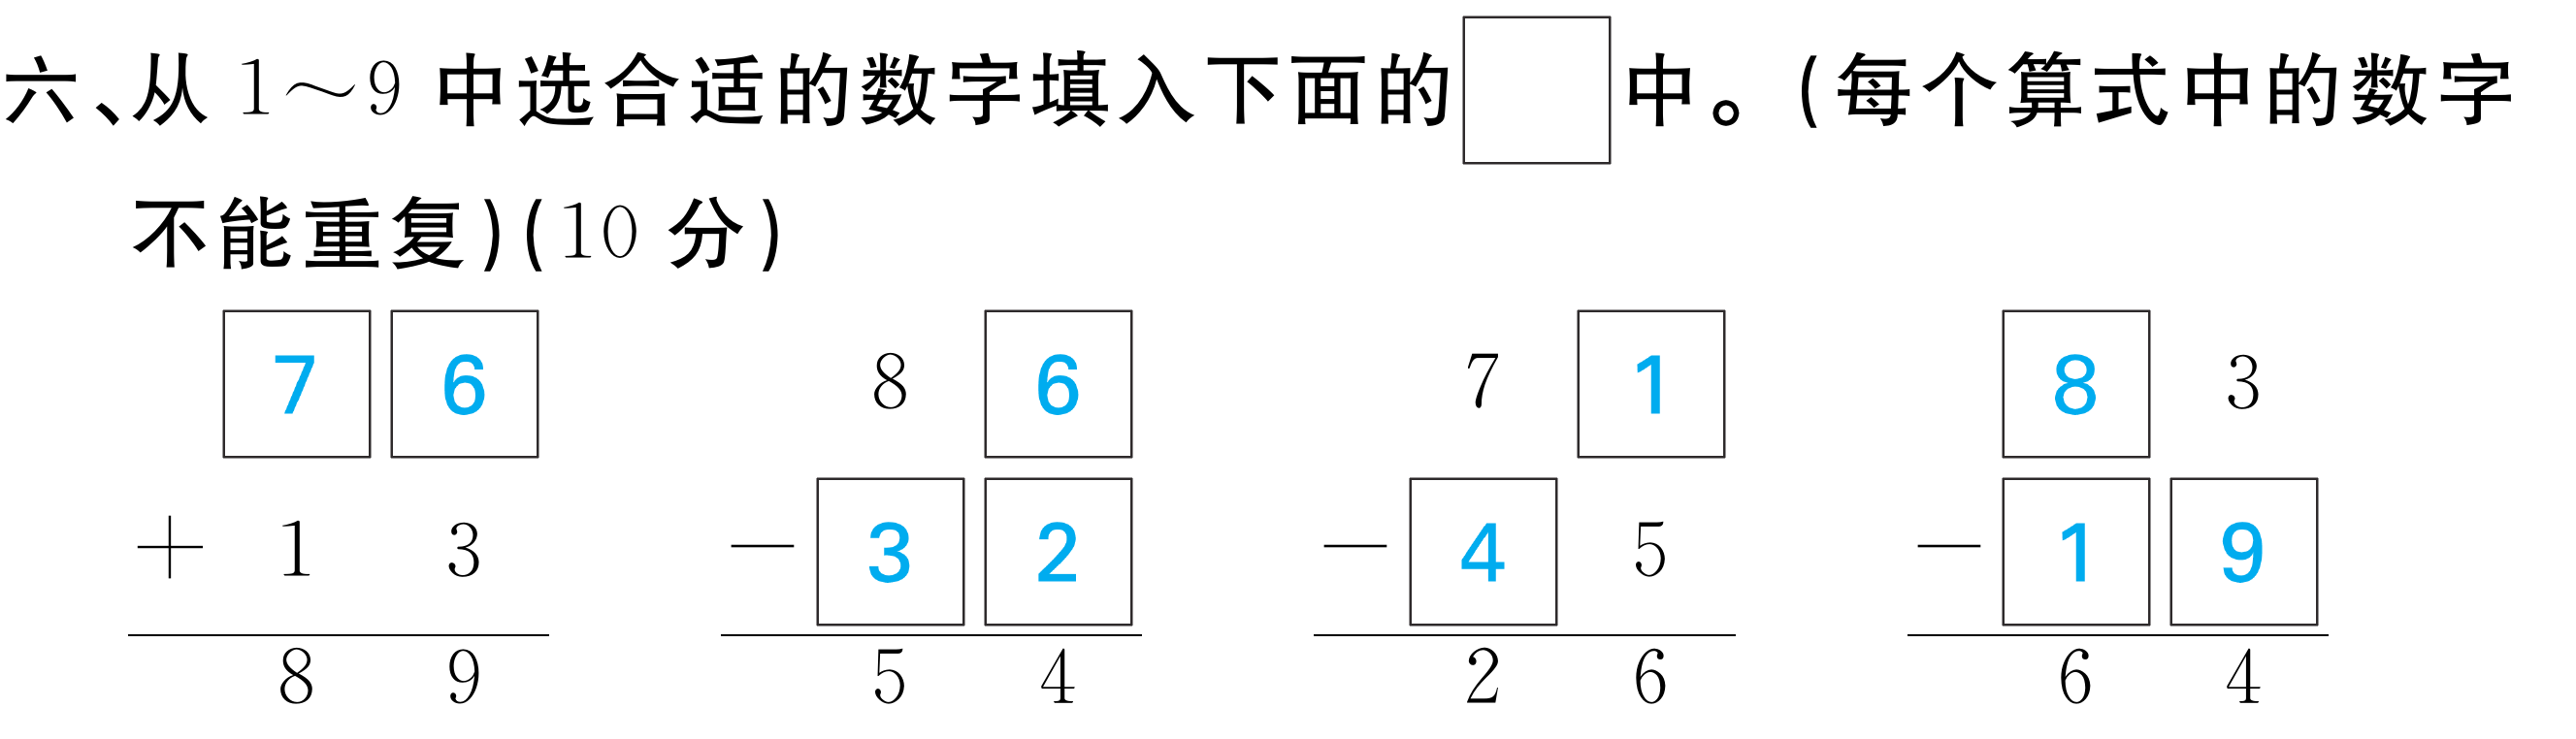 六、从 1～9 中选合适的数字填入下面的□中。(每个算式中的数字
不能重复)(10 分)
7 6 8 6 7 1 8 3
+ 1 3 - 3 2 - 4 5 - 1 9
8 9 5 4 2 6 6 4